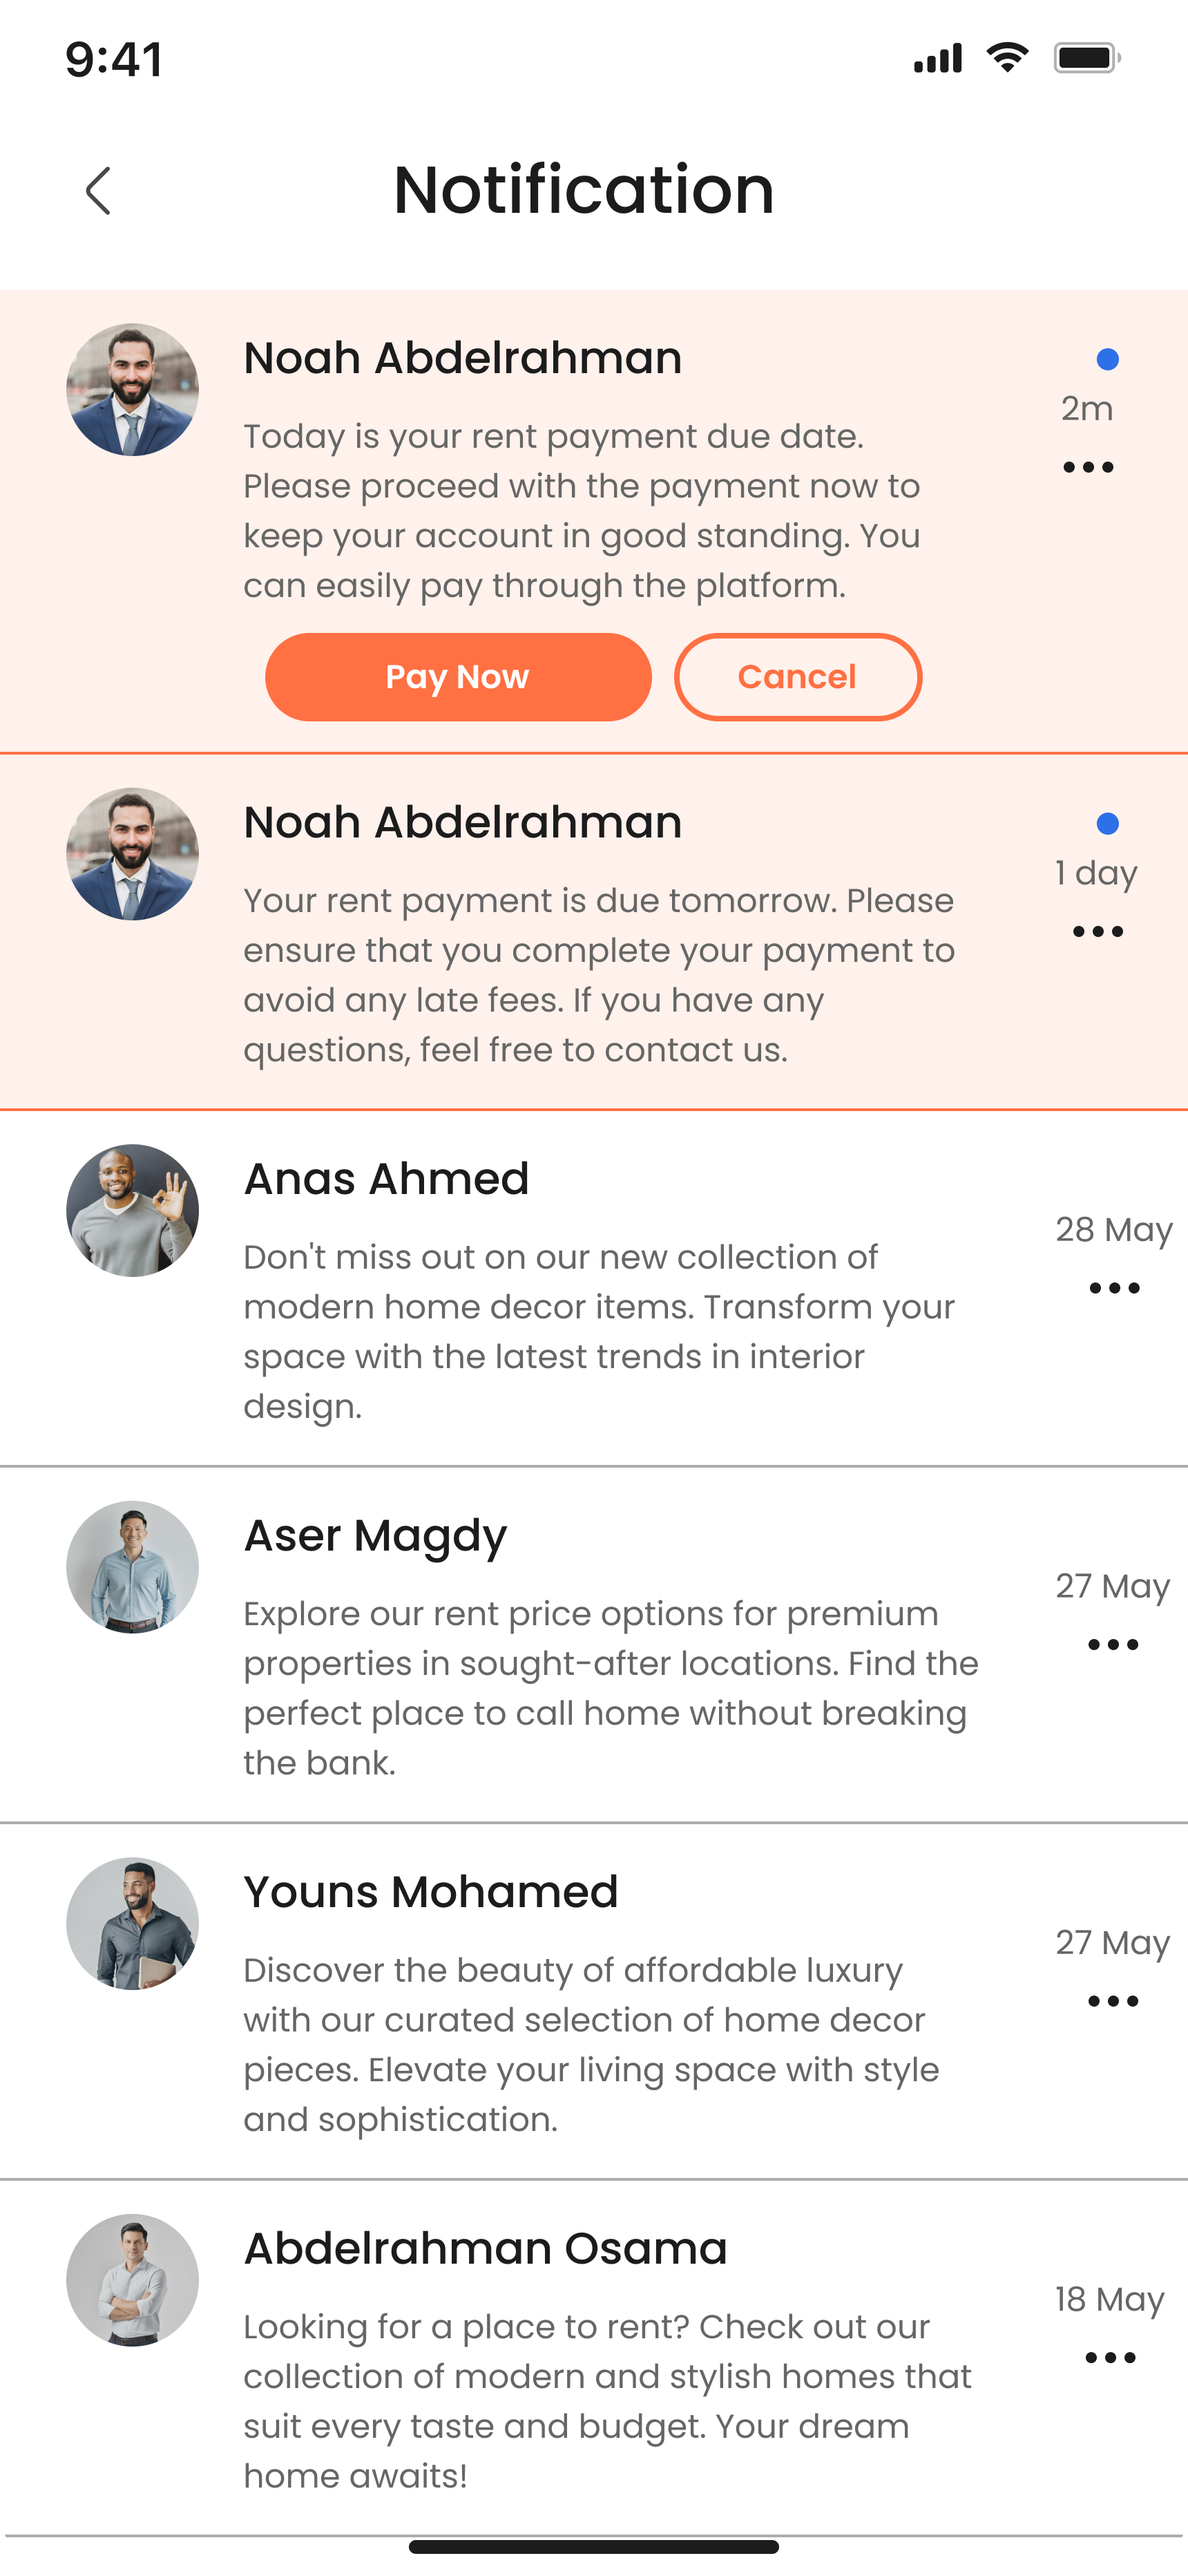 9:41
Notification
Noah Abdelrahman
2m
Today is your rent payment due date.
Please proceed with the payment now to
keep your account in good standing. You
can easily pay through the platform.
Pay Now
Cancel
Noah Abdelrahman
1 day
Your rent payment is due tomorrow. Please
ensure that you complete your payment to
avoid any late fees. If you have any
questions, feel free to contact us.
Anas Ahmed
28 May
Don't miss out on our new collection of
modern home decor items. Transform your
space with the latest trends in interior
design.
Aser Magdy
27 May
Explore our rent price options for premium
properties in sought-after locations. Find the
perfect place to call home without breaking
the bank.
Youns Mohamed
27 May
Discover the beauty of affordable luxury
with our curated selection of home decor
pieces. Elevate your living space with style
and sophistication.
Abdelrahman Osama
18 May
Looking for a place to rent? Check out our
collection of modern and stylish homes that
suit every taste and budget. Your dream
home awaits!